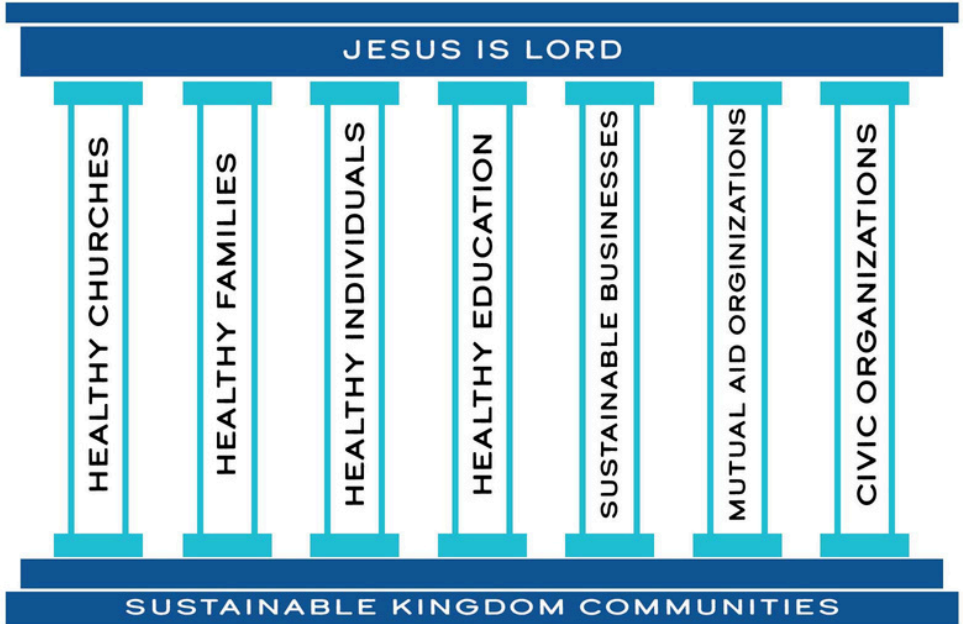 JESUS IS LORD
HEALTHY CHURCHES
HEALTHY FAMILIES
HEALTHY INDIVIDUALS
HEALTHY EDUCATION
SUSTAINABLE BUSINESSES
MUTUAL AID ORGINIZATIONS
CIVIC ORGANIZATIONS
SUSTAINABLE KINGDOM COMMUNITIES